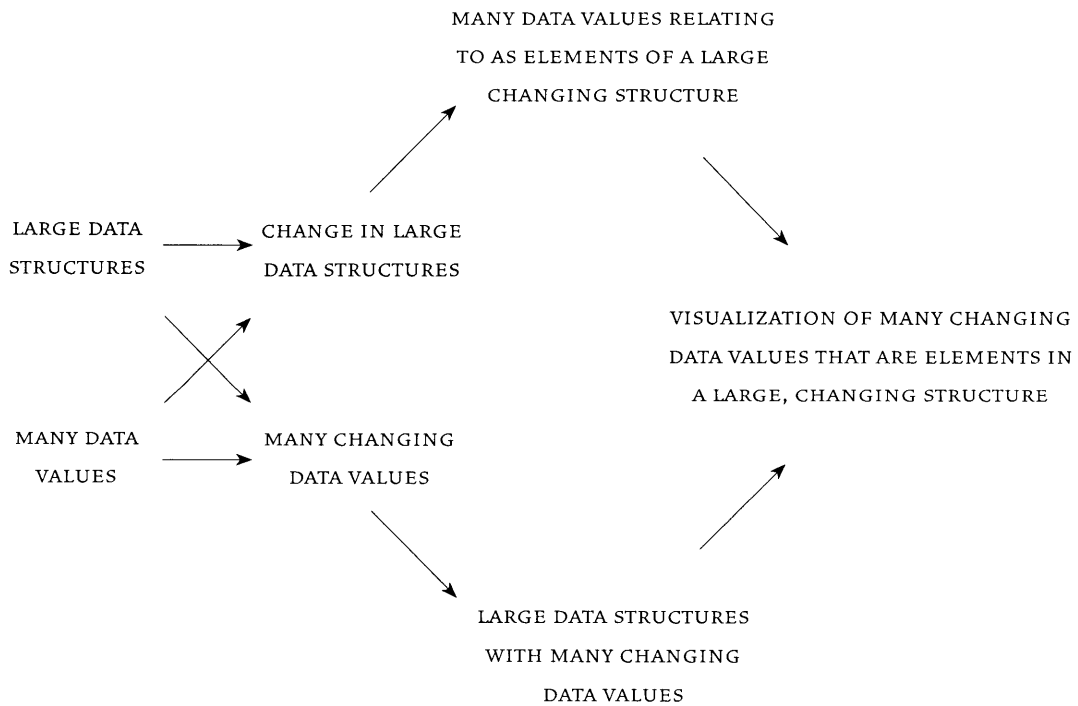 MANY DATA VALUES RELATING
TO AS ELEMENTS OF A LARGE
CHANGING STRUCTURE
LARGE DATA
STRUCTURES
CHANGE IN LARGE
DATA STRUCTURES
VISUALIZATION OF MANY CHANGING
DATA VALUES THAT ARE ELEMENTS IN
A LARGE, CHANGING STRUCTURE
MANY DATA
VALUES
MANY CHANGING
DATA VALUES
LARGE DATA STRUCTURES
WITH MANY CHANGING
DATA VALUES